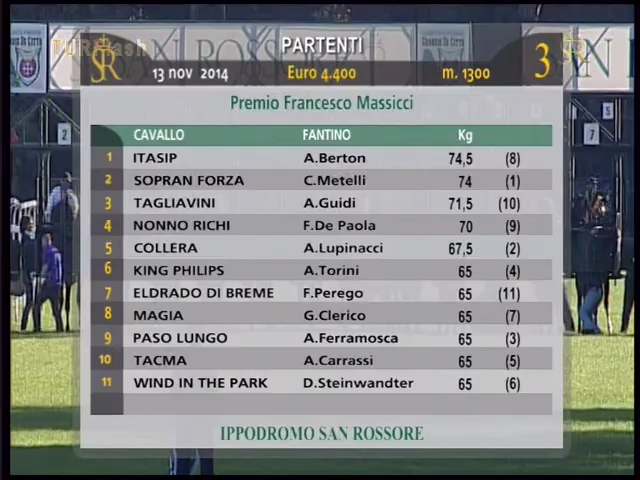 PARTENTI
3
SR
13 nov 2014 Euro 4.400 m. 1300
Premio Francesco Massicci
CAVALLO FANTINO Kg
1 ITASIP A.Berton 74,5 (8)
2 SOPRAN FORZA C.Metelli 74 (1)
3 TAGLIAVINI A.Guidi 71,5 (10)
4 NONNO RICHI F.De Paola 70 (9)
5 COLLERA A.Lupinacci 67,5 (2)
6 KING PHILIPS A.Torini 65 (4)
7 ELDRADO DI BREME F.Perego 65 (11)
8 MAGIA G.Clerico 65 (7)
9 PASO LUNGO A.Ferramosca 65 (3)
10 TACMA A.Carrassi 65 (5)
11 WIND IN THE PARK D.Steinwandter 65 (6)
IPPODROMO SAN ROSSORE
2
7